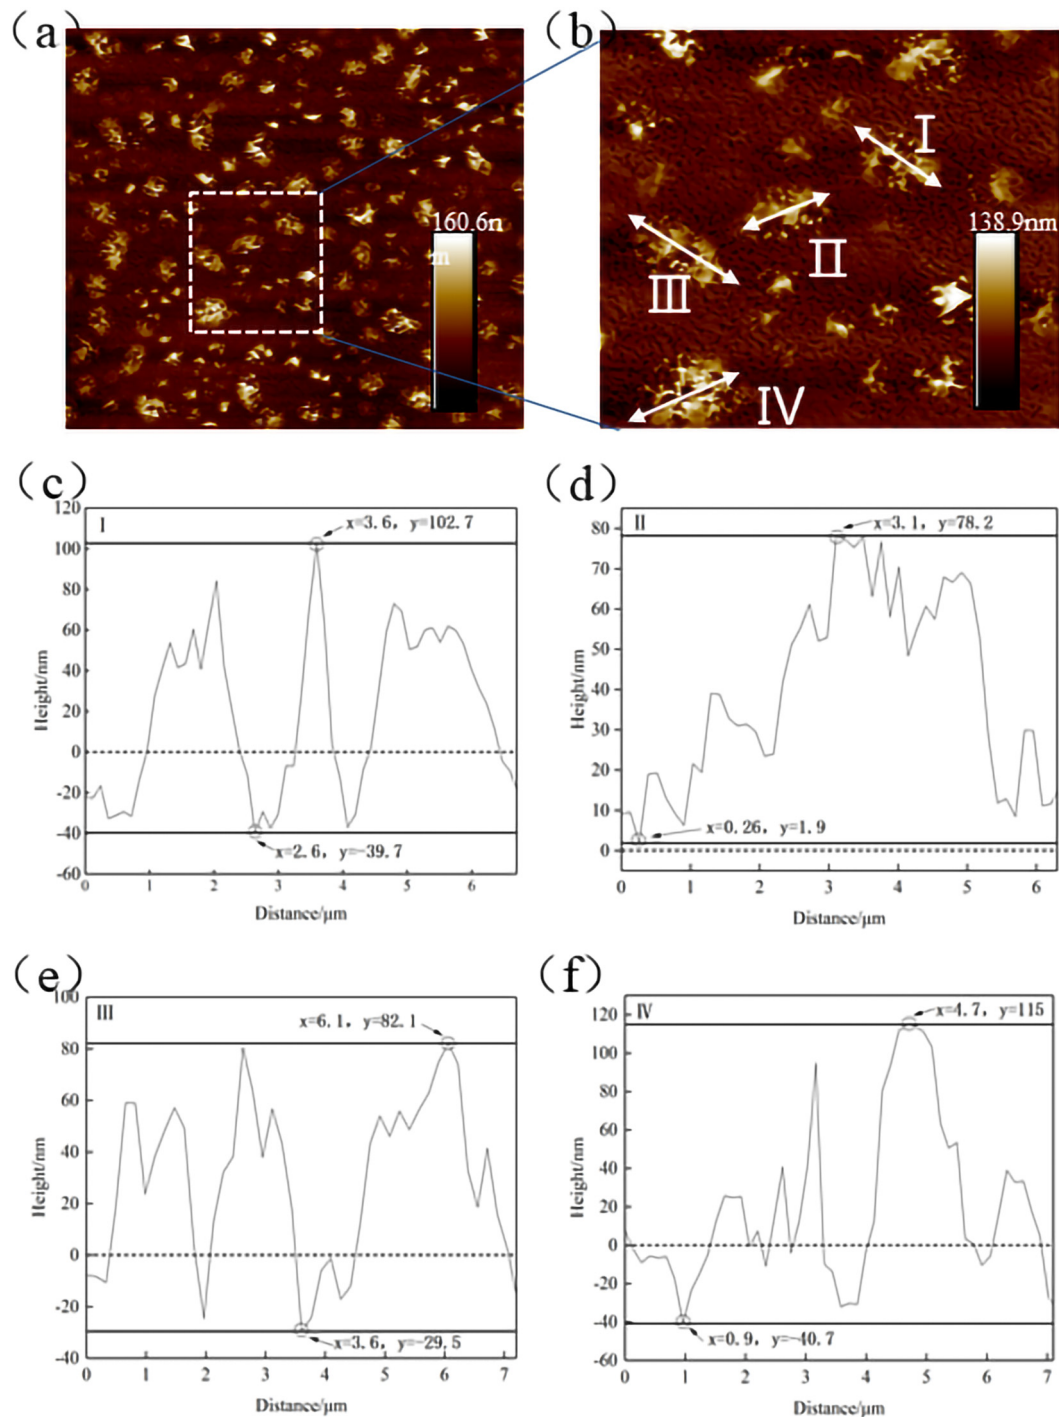 (a)
(b)
160.6n
m
138.9nm
I
II
III
IV
(c)
I
x=3.6, y=102.7
x=2.6, y=-39.7
120
100
80
60
40
20
0
-20
-40
-60
Height/nm
0 1 2 3 4 5 6
Distance/μm
(d)
II
x=3.1, y=78.2
x=0.26, y=1.9
80
70
60
50
40
30
20
10
0
Height/nm
0 1 2 3 4 5 6
Distance/μm
(e)
III
x=6.1, y=82.1
x=3.6, y=-29.5
100
80
60
40
20
0
-20
-40
Height/nm
0 1 2 3 4 5 6 7
Distance/μm
(f)
IV
x=4.7, y=115
x=0.9, y=-40.7
120
100
80
60
40
20
0
-20
-40
-60
Height/nm
0 1 2 3 4 5 6 7
Distance/μm